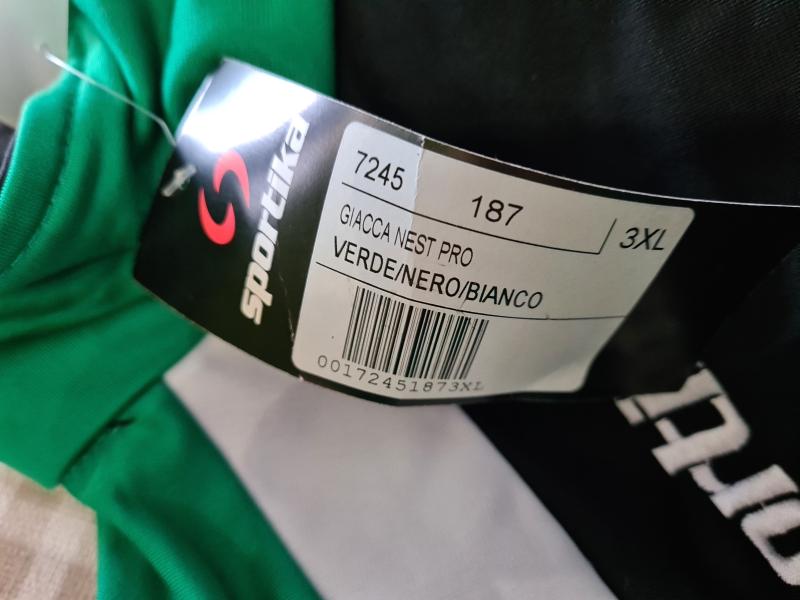 sportika
7245 187
GIACCA NEST PRO 3XL
VERDE/NERO/BIANCO
00172451873XL